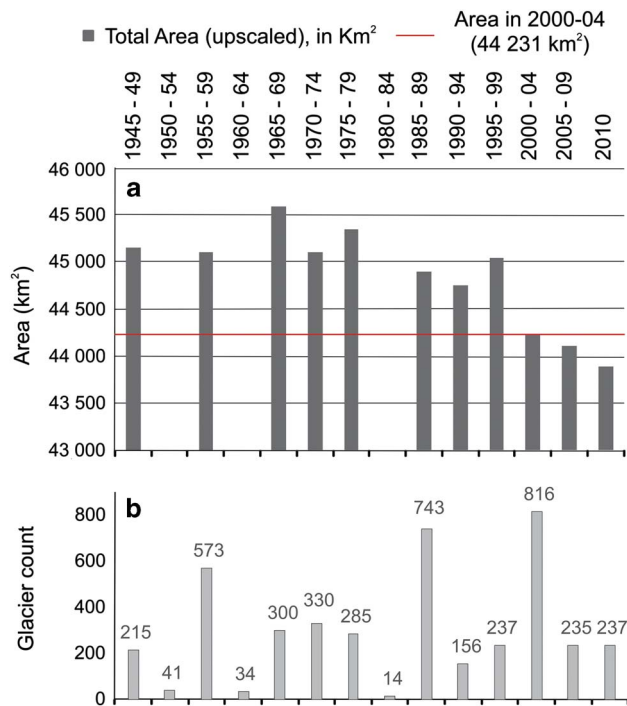 Total Area (upscaled), in Km²
Area in 2000-04
(44 231 km²)
1945 - 49
1950 - 54
1955 - 59
1960 - 64
1965 - 69
1970 - 74
1975 - 79
1980 - 84
1985 - 89
1990 - 94
1995 - 99
2000 - 04
2005 - 09
2010
a
Area (km²)
46 000
45 500
45 000
44 500
44 000
43 500
43 000
b
Glacier count
800
600
400
200
0
215
41
573
34
300
330
285
14
743
156
237
816
235
237